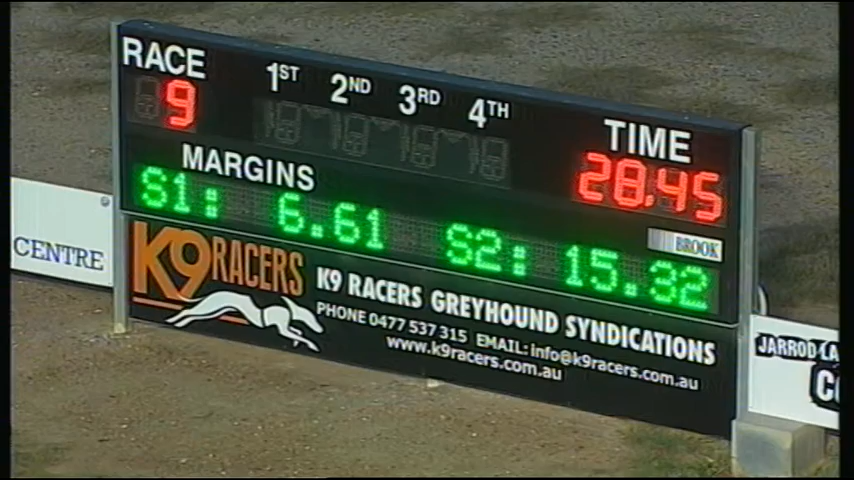 RACE 1ST 2ND 3RD 4TH TIME
9 28.45
MARGINS
S1: 6.61 S2: 15.32
BROOK
CENTRE
K9 RACERS
K9 RACERS GREYHOUND SYNDICATIONS
PHONE 0477 537 315 EMAIL: info@k9racers.com.au
www.k9racers.com.au
JARROD LA